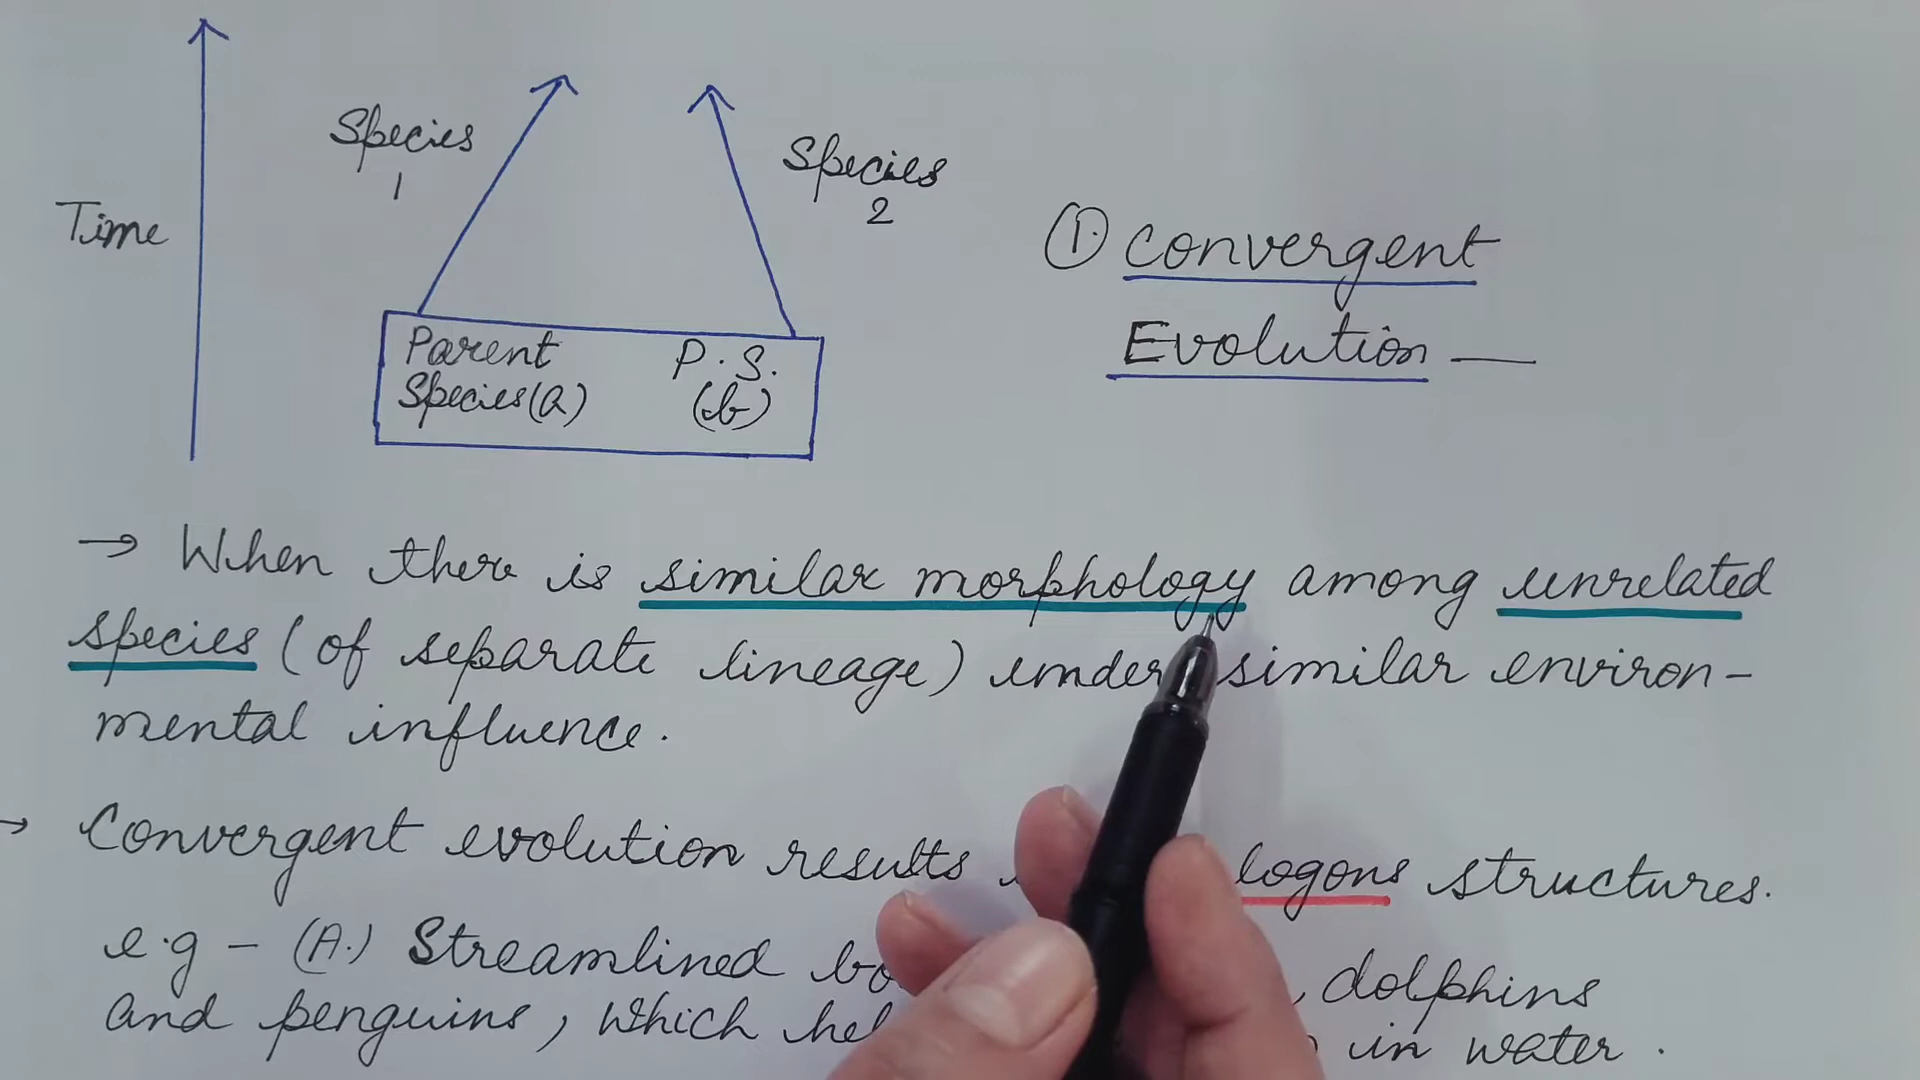 Time
Species
1
Species
2
Parent
Species(a)
P.S.
(b)
1. Convergent
Evolution —
→ When there is similar morphology among unrelated
species (of separate lineage) under similar environ-
mental influence.
→ Convergent evolution results logous structures.
e.g - (A.) Streamlined , dolphins
and penguins, which in water.